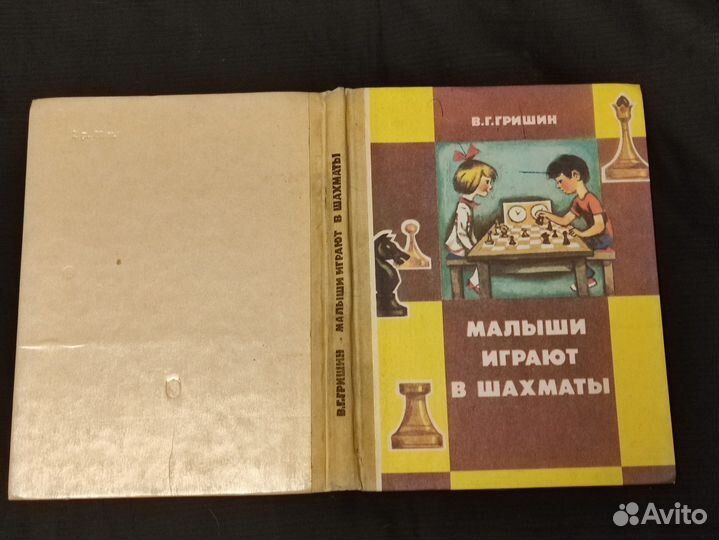 В.Г.ГРИШИН · МАЛЫШИ ИГРАЮТ В ШАХМАТЫ
В.Г.ГРИШИН
МАЛЫШИ
ИГРАЮТ
В ШАХМАТЫ
Avito